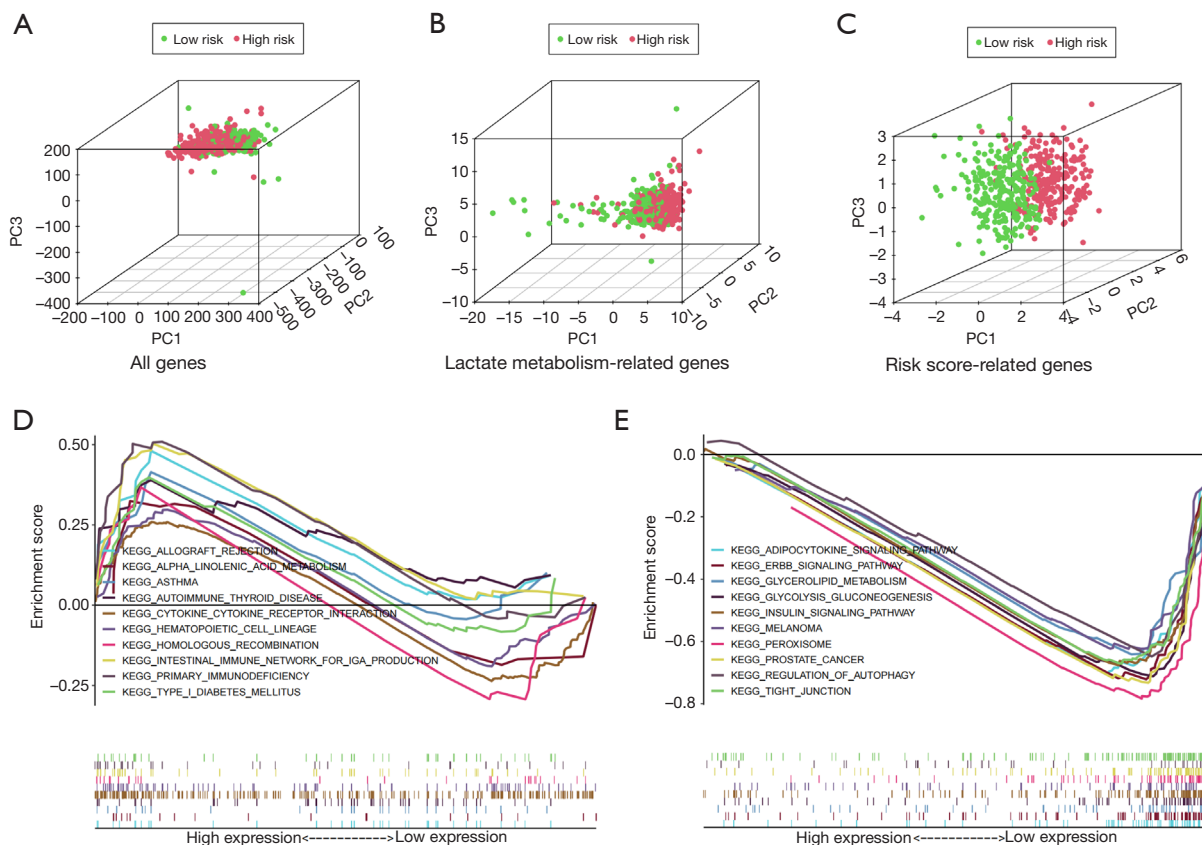 A
Low risk High risk
PC3
200
100
0
−100
−200
−300
−400
−200 −100 0 100 200 300 400
PC1
−500
−400
−300
−200
−100
0
100
PC2
All genes
B
Low risk High risk
PC3
15
10
5
0
−5
−10
−20 −15 −10 −5 0 5 10
PC1
−10
−5
0
5
10
PC2
Lactate metabolism-related genes
C
Low risk High risk
PC3
3
2
1
0
−1
−2
−3
−4
−4 −2 0 2 4
PC1
−4
−2
0
2
4
6
PC2
Risk score-related genes
D
Enrichment score
0.50
0.25
0.00
−0.25
KEGG_ALLOGRAFT_REJECTION
KEGG_ALPHA_LINOLENIC_ACID_METABOLISM
KEGG_ASTHMA
KEGG_AUTOIMMUNE_THYROID_DISEASE
KEGG_CYTOKINE_CYTOKINE_RECEPTOR_INTERACTION
KEGG_HEMATOPOIETIC_CELL_LINEAGE
KEGG_HOMOLOGOUS_RECOMBINATION
KEGG_INTESTINAL_IMMUNE_NETWORK_FOR_IGA_PRODUCTION
KEGG_PRIMARY_IMMUNODEFICIENCY
KEGG_TYPE_I_DIABETES_MELLITUS
High expression<----------->Low expression
E
Enrichment score
0.0
−0.2
−0.4
−0.6
−0.8
KEGG_ADIPOCYTOKINE_SIGNALING_PATHWAY
KEGG_ERBB_SIGNALING_PATHWAY
KEGG_GLYCEROLIPID_METABOLISM
KEGG_GLYCOLYSIS_GLUCONEOGENESIS
KEGG_INSULIN_SIGNALING_PATHWAY
KEGG_MELANOMA
KEGG_PEROXISOME
KEGG_PROSTATE_CANCER
KEGG_REGULATION_OF_AUTOPHAGY
KEGG_TIGHT_JUNCTION
High expression<----------->Low expression